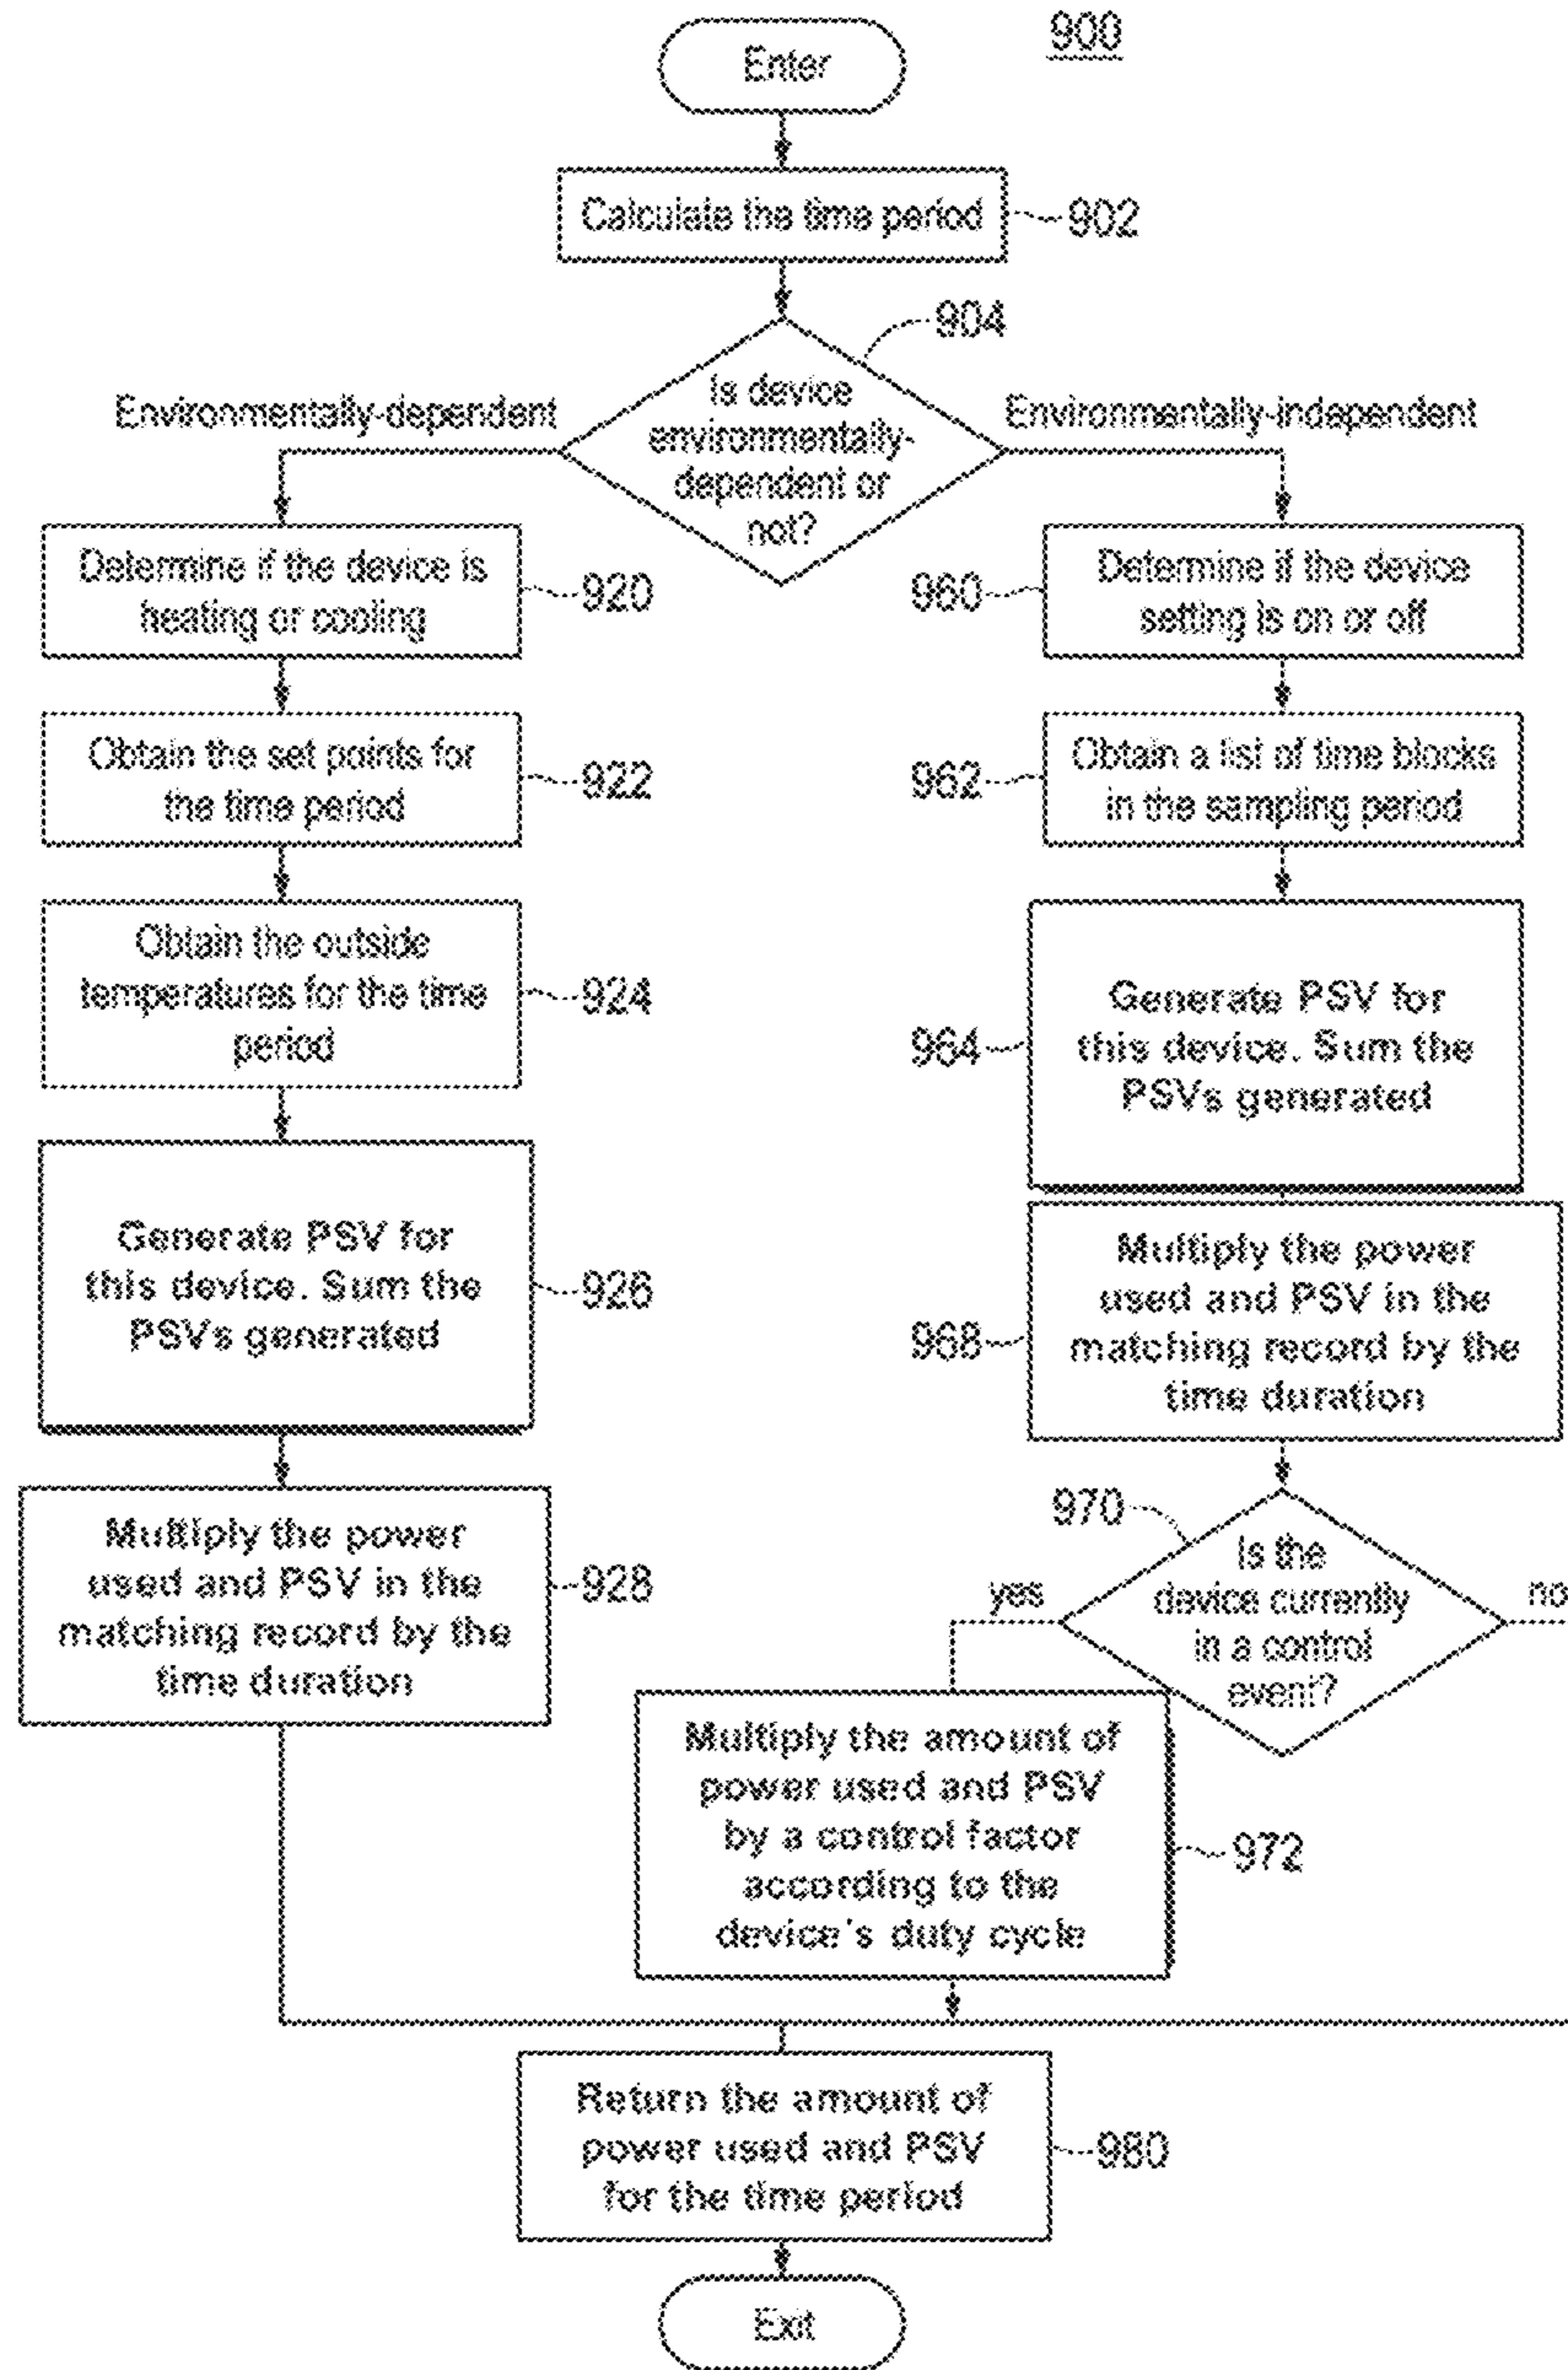 900
Enter
Calculate the time period
902
904
Is device
environmentally-
dependent or
not?
Environmentally-dependent
Environmentally-independent
Determine if the device is
heating or cooling
920
Obtain the set points for
the time period
922
Obtain the outside
temperatures for the time
period
924
Generate PSV for
this device. Sum the
PSVs generated
926
Multiply the power
used and PSV in the
matching record by the
time duration
928
960
Determine if the device
setting is on or off
962
Obtain a list of time blocks
in the sampling period
964
Generate PSV for
this device. Sum the
PSVs generated
968
Multiply the power
used and PSV in the
matching record by the
time duration
970
Is the
device currently
in a control
event?
yes
no
Multiply the amount of
power used and PSV
by a control factor
according to the
device's duty cycle
972
Return the amount of
power used and PSV
for the time period
980
Exit